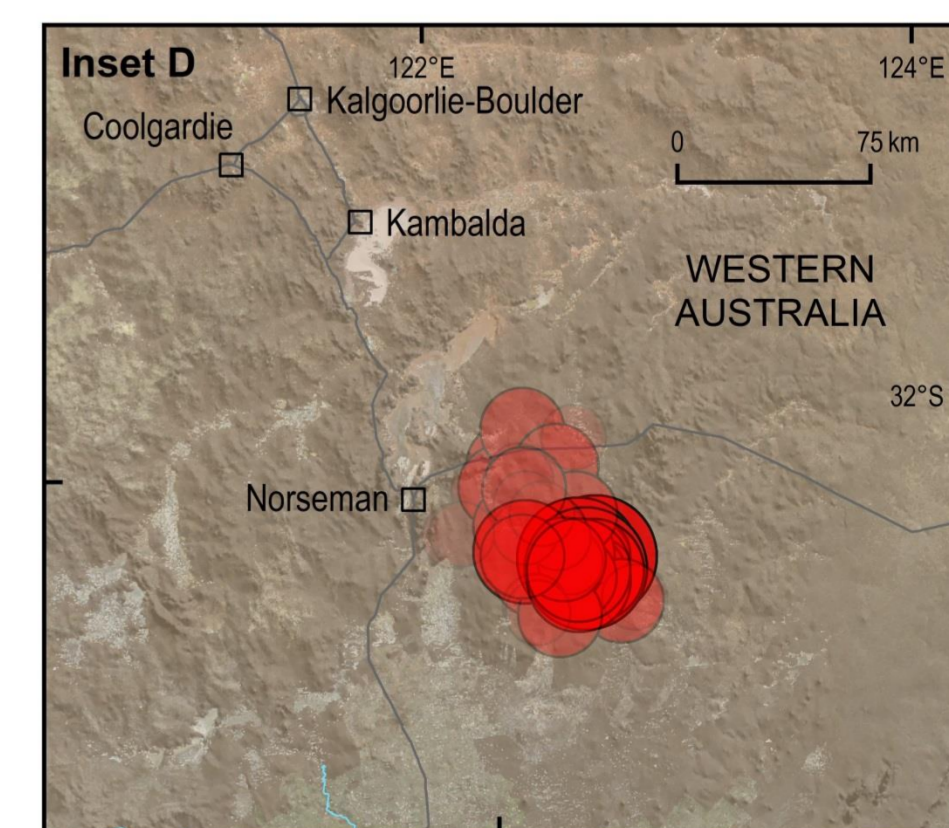 Inset D
122°E
124°E
Kalgoorlie-Boulder
Coolgardie
0
75 km
Kambalda
WESTERN
AUSTRALIA
32°S
Norseman